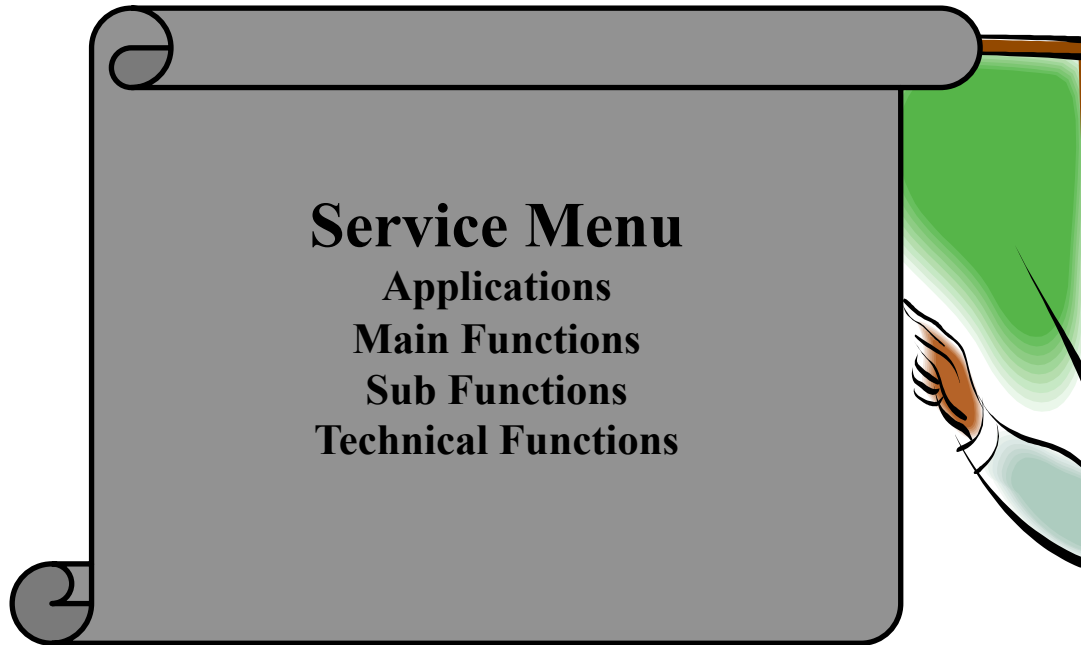 Service Menu
Applications
Main Functions
Sub Functions
Technical Functions